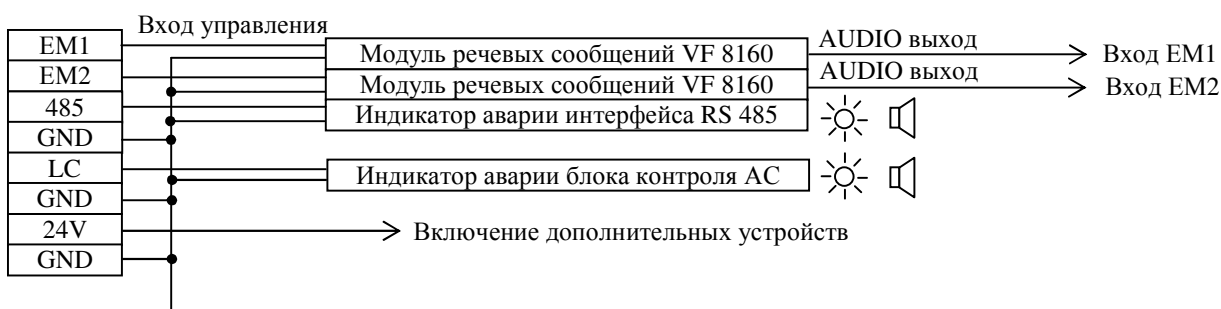 Вход управления
EM1
EM2
485
GND
LC
GND
24V
GND
Модуль речевых сообщений VF 8160
Модуль речевых сообщений VF 8160
Индикатор аварии интерфейса RS 485
Индикатор аварии блока контроля АС
Включение дополнительных устройств
AUDIO выход
AUDIO выход
Вход EM1
Вход EM2